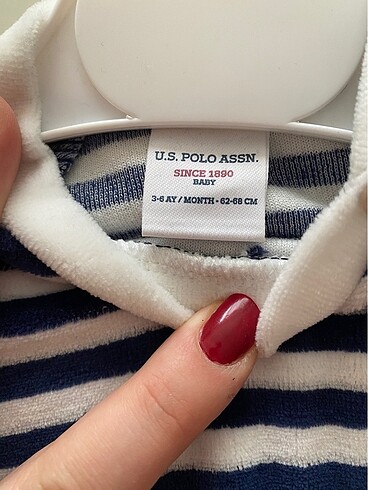 U.S. POLO ASSN.
SINCE 1890
BABY
3-6 AY / MONTH - 62-68 CM